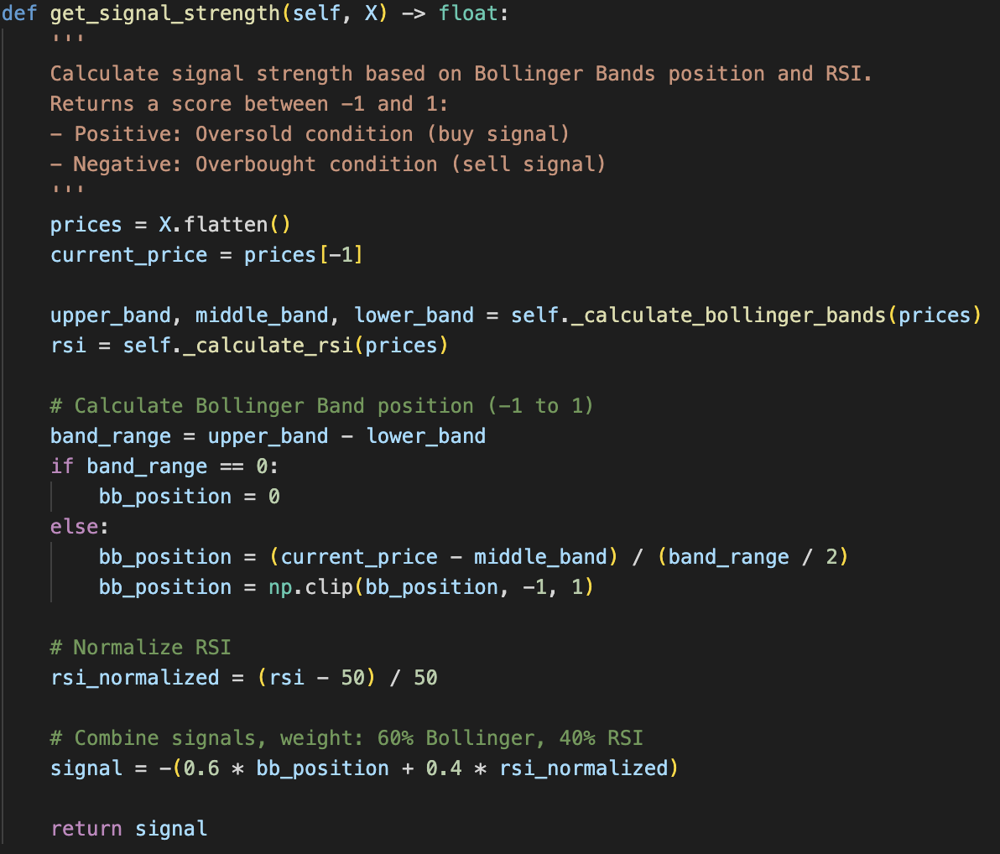 def get_signal_strength(self, X) -> float:
    '''
    Calculate signal strength based on Bollinger Bands position and RSI.
    Returns a score between -1 and 1:
    - Positive: Oversold condition (buy signal)
    - Negative: Overbought condition (sell signal)
    '''
    prices = X.flatten()
    current_price = prices[-1]

    upper_band, middle_band, lower_band = self._calculate_bollinger_bands(prices)
    rsi = self._calculate_rsi(prices)

    # Calculate Bollinger Band position (-1 to 1)
    band_range = upper_band - lower_band
    if band_range == 0:
        bb_position = 0
    else:
        bb_position = (current_price - middle_band) / (band_range / 2)
        bb_position = np.clip(bb_position, -1, 1)

    # Normalize RSI
    rsi_normalized = (rsi - 50) / 50

    # Combine signals, weight: 60% Bollinger, 40% RSI
    signal = -(0.6 * bb_position + 0.4 * rsi_normalized)

    return signal